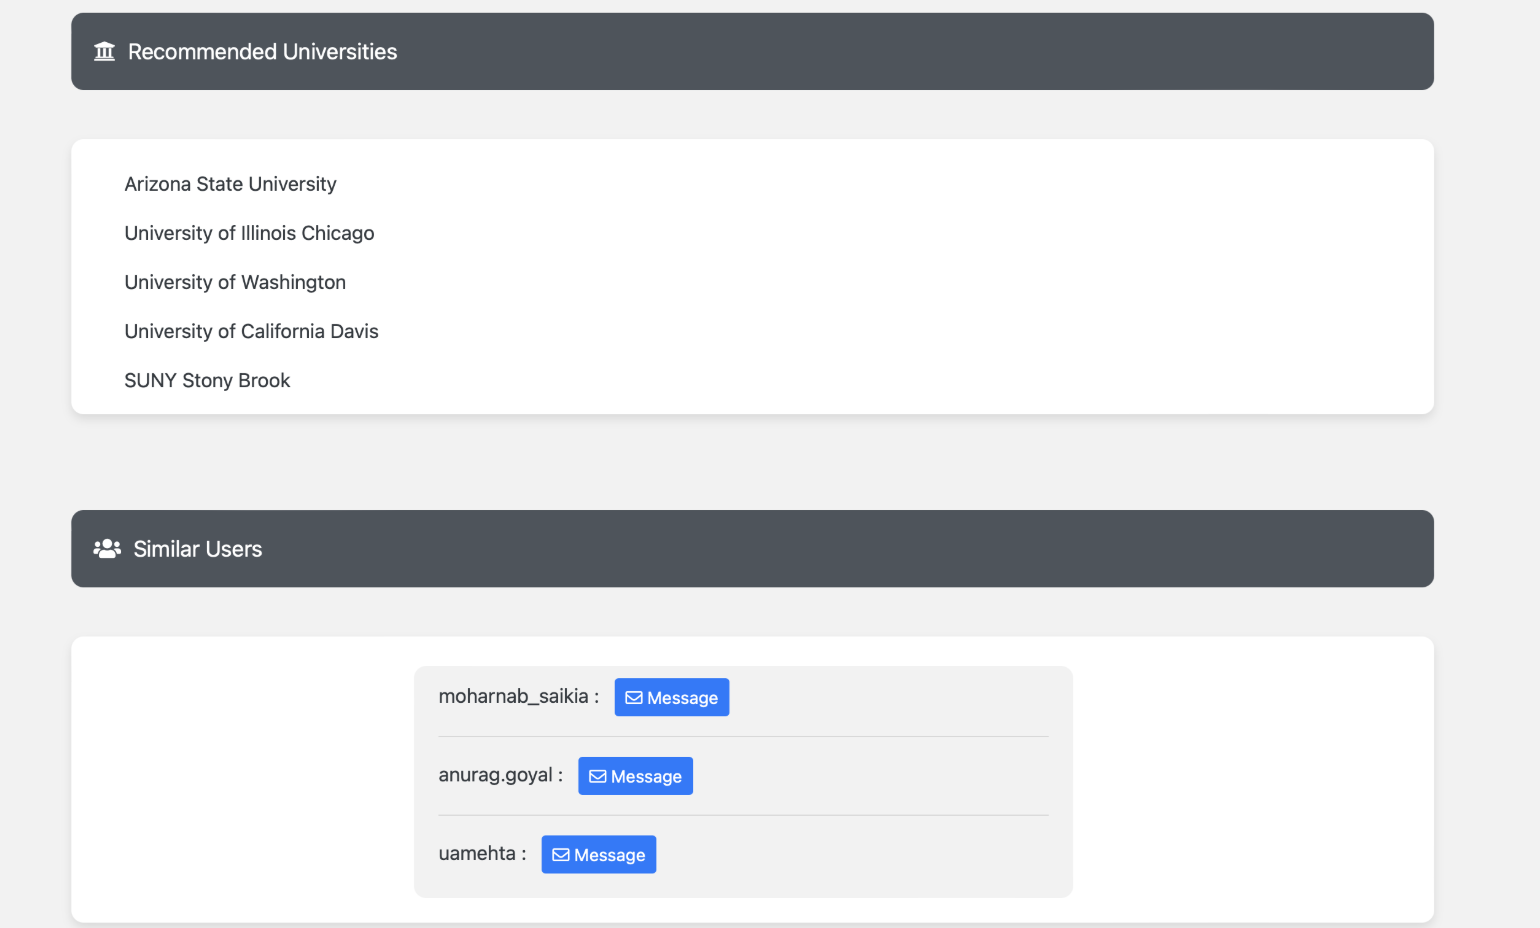 Recommended Universities
Arizona State University
University of Illinois Chicago
University of Washington
University of California Davis
SUNY Stony Brook
Similar Users
moharnab_saikia : Message
anurag.goyal : Message
uamehta : Message